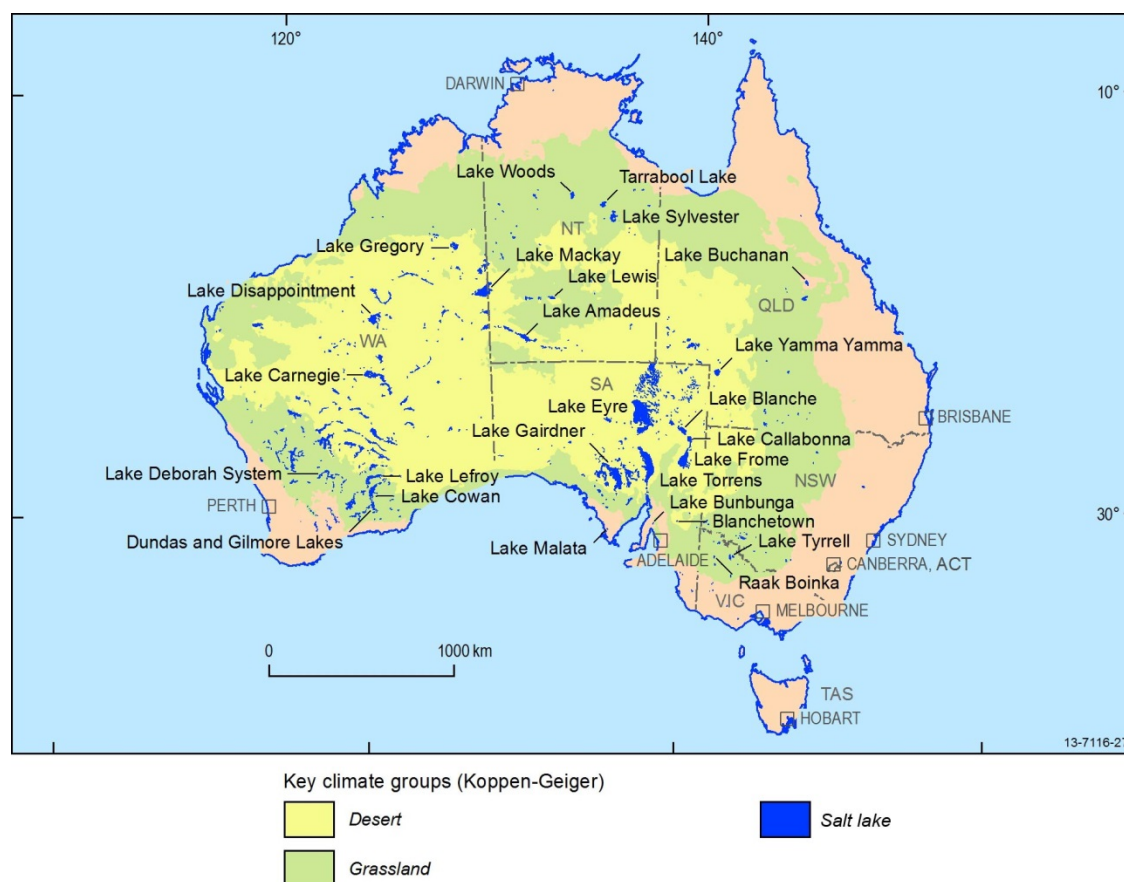 120°
140°
DARWIN
10°
Lake Woods
Tarrabool Lake
Lake Sylvester
NT
Lake Gregory
Lake Mackay
Lake Buchanan
Lake Lewis
Lake Disappointment
QLD
Lake Amadeus
WA
Lake Yamma Yamma
Lake Carnegie
SA
Lake Blanche
Lake Eyre
BRISBANE
Lake Gairdner
Lake Callabonna
Lake Frome
Lake Deborah System
Lake Lefroy
Lake Torrens
NSW
Lake Cowan
PERTH
Lake Bunbunga
30°
Blanchetown
Dundas and Gilmore Lakes
Lake Malata
Lake Tyrrell
SYDNEY
ADELAIDE
CANBERRA, ACT
Raak Boinka
VIC
MELBOURNE
0
1000 km
TAS
HOBART
13-7116-27
Key climate groups (Koppen-Geiger)
Desert
Salt lake
Grassland